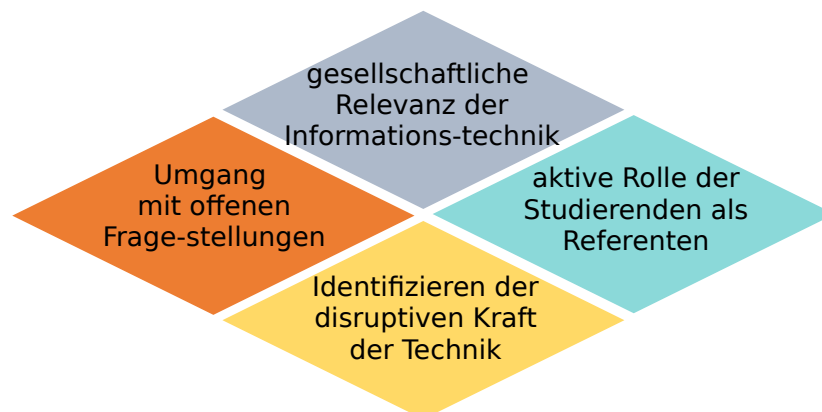 gesellschaftliche
Relevanz der
Informations-technik
Umgang
mit offenen
Frage-stellungen
aktive Rolle der
Studierenden als
Referenten
Identifizieren der
disruptiven Kraft
der Technik